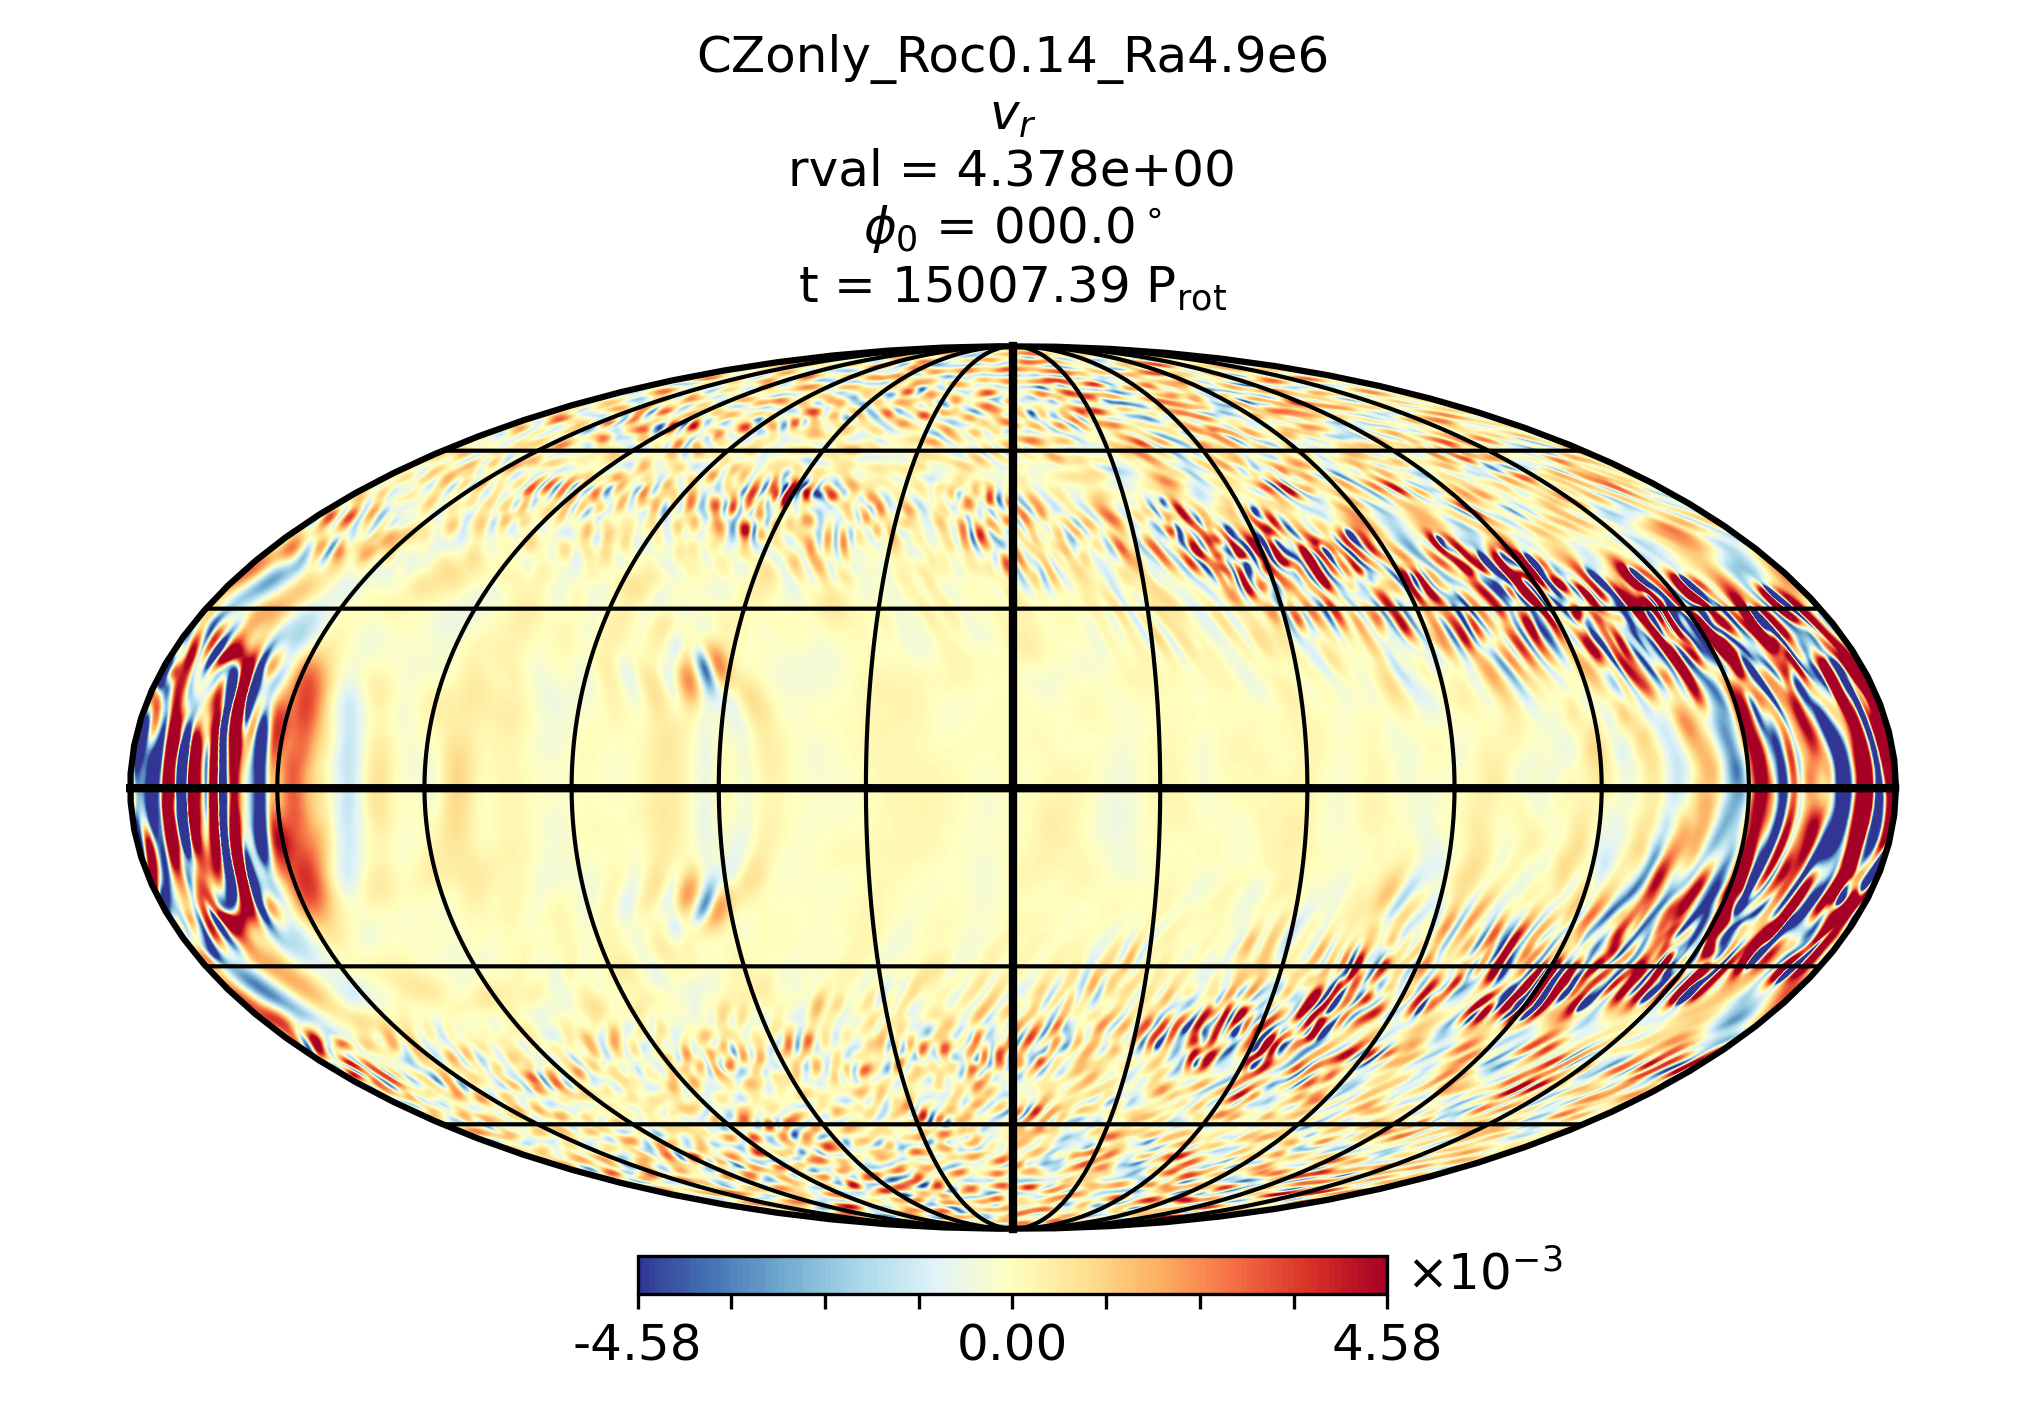 CZonly_Roc0.14_Ra4.9e6
v_r
rval = 4.378e+00
ϕ₀ = 000.0°
t = 15007.39 P_rot
×10⁻³
-4.58 0.00 4.58